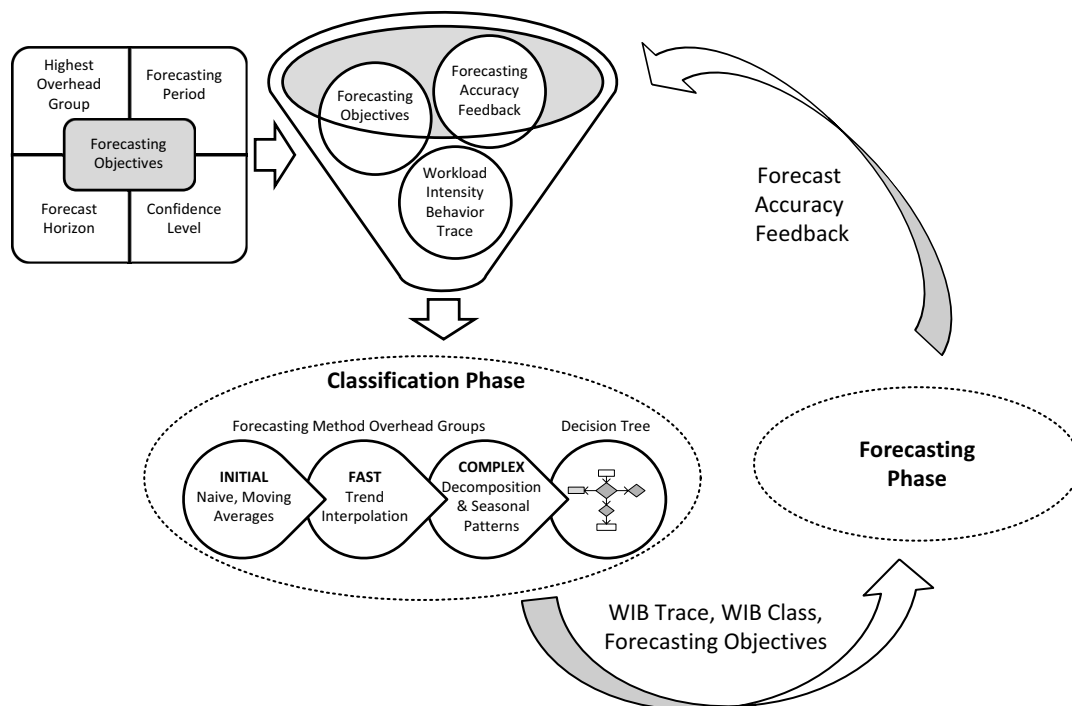 Highest
Overhead
Group
Forecasting
Period
Forecasting
Objectives
Forecast
Horizon
Confidence
Level
Forecasting
Objectives
Forecasting
Accuracy
Feedback
Workload
Intensity
Behavior
Trace
Forecast
Accuracy
Feedback
Classification Phase
Forecasting Method Overhead Groups
Decision Tree
INITIAL
Naive, Moving
Averages
FAST
Trend
Interpolation
COMPLEX
Decomposition
& Seasonal
Patterns
Forecasting
Phase
WIB Trace, WIB Class,
Forecasting Objectives